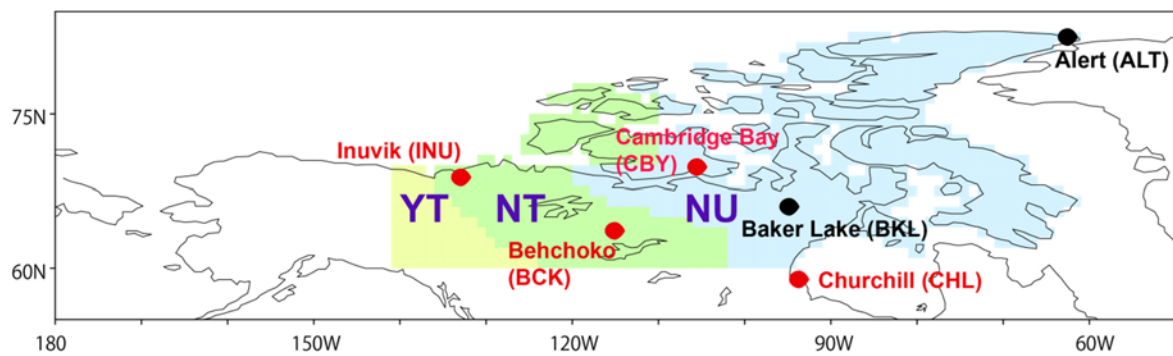 Alert (ALT)
75N
Cambridge Bay
(CBY)
Inuvik (INU)
YT
NT
NU
Baker Lake (BKL)
Behchoko
(BCK)
60N
Churchill (CHL)
180
150W
120W
90W
60W